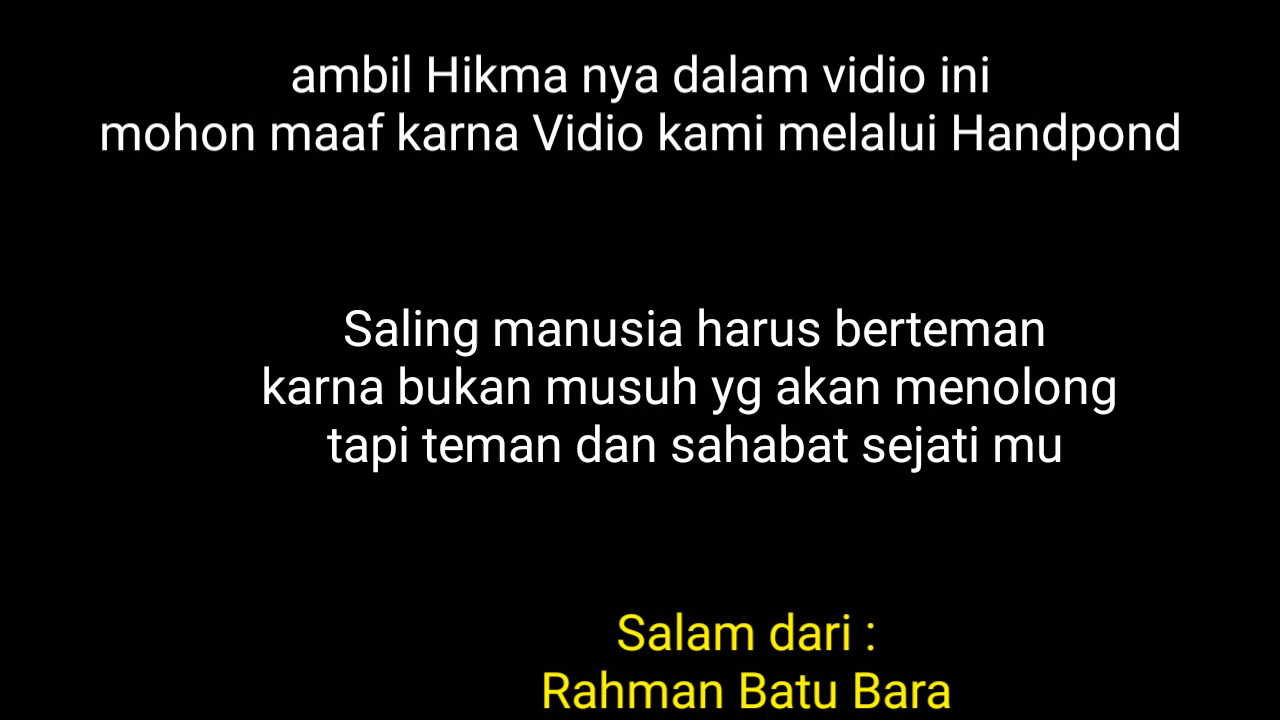 ambil Hikma nya dalam vidio ini
mohon maaf karna Vidio kami melalui Handpond
Saling manusia harus berteman
karna bukan musuh yg akan menolong
tapi teman dan sahabat sejati mu
Salam dari :
Rahman Batu Bara